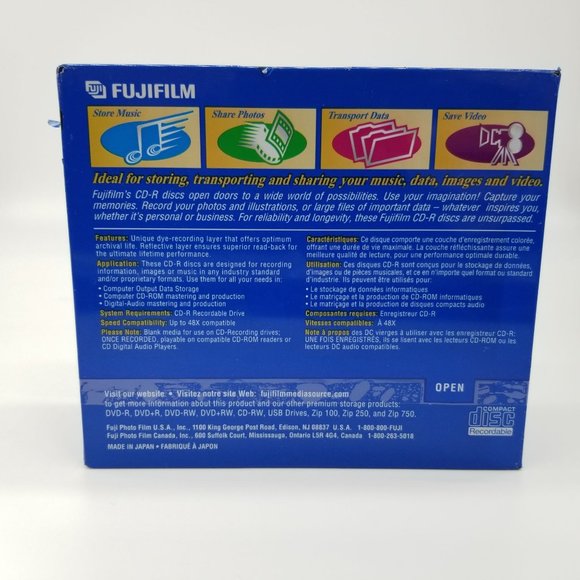 Fuji FUJIFILM
Store Music
Share Photos
Transport Data
Save Video
Ideal for storing, transporting and sharing your music, data, images and video.
Fujifilm's CD-R discs open doors to a wide world of possibilities. Use your imagination! Capture your
memories. Record your photos and illustrations, or large files of important data – whatever inspires you,
whether it's personal or business. For reliability and longevity, these Fujifilm CD-R discs are unsurpassed.
Features: Unique dye-recording layer that offers optimum
archival life. Reflective layer ensures superior read-back for
the ultimate lifetime performance.
Application: These CD-R discs are designed for recording
information, images or music in any industry standard
and/or proprietary formats. Use them for all your needs in:
• Computer Output Data Storage
• Computer CD-ROM mastering and production
• Digital-Audio mastering and production
System Requirements: CD-R Recordable Drive
Speed Compatibility: Up to 48X compatible
Please Note: Blank media for use on CD-Recording drives;
ONCE RECORDED, playable on compatible CD-ROM readers or
CD Digital Audio Players.
Caractéristiques: Ce disque comporte une couche d'enregistrement colorée,
offrant une durée de vie maximale. La couche réfléchissante assure une
meilleure qualité de lecture, pour une performance optimale durable.
Utilisation: Ces disques CD-R sont conçus pour le stockage de données,
d'images ou de pièces musicales, et ce en n'importe quel format ou standard
d'industrie. Ils peuvent être utilisés pour:
• Le stockage de données informatiques
• Le matriçage et la production de CD-ROM informatiques
• Le matriçage et la production de disques compacts audio
Composantes requises: Enregistreur CD-R
Vitesses compatibles: À 48X
Note à propos des DC vierges à utiliser avec les enregistreur CD-R:
UNE FOIS ENREGISTRÉS, ils se lisent avec les lecteurs CD-ROM ou les
lecteurs DC audio compatibles.
OPEN
Visit our website: • Visitez notre site Web: fujifilmmediasource.com
to get more information about this product and our other premium storage products:
DVD-R, DVD+R, DVD-RW, DVD+RW, CD-RW, USB Drives, Zip 100, Zip 250, and Zip 750.
Fuji Photo Film U.S.A., Inc., 1100 King George Post Road, Edison, NJ 08837 U.S.A. 1-800-800-FUJI
Fuji Photo Film Canada, Inc., 600 Suffolk Court, Mississauga, Ontario L5R 4G4, Canada 1-800-263-5018
MADE IN JAPAN • FABRIQUÉ À JAPON
COMPACT
disc
Recordable